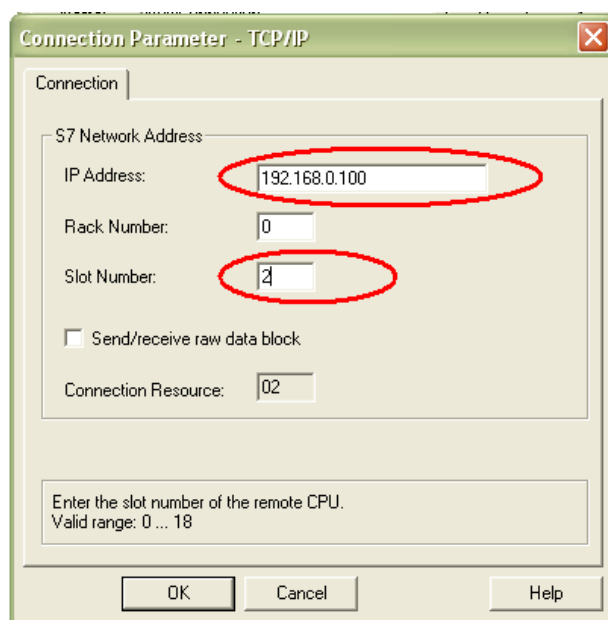 Connection Parameter - TCP/IP
Connection
S7 Network Address
IP Address: 192.168.0.100
Rack Number: 0
Slot Number: 2
Send/receive raw data block
Connection Resource: 02
Enter the slot number of the remote CPU.
Valid range: 0 ... 18
OK Cancel Help